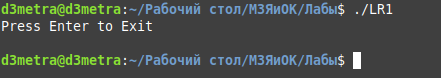 d3metra@d3metra:~/Рабочий стол/МЗЯиОК/Лабы$ ./LR1
Press Enter to Exit
d3metra@d3metra:~/Рабочий стол/МЗЯиОК/Лабы$